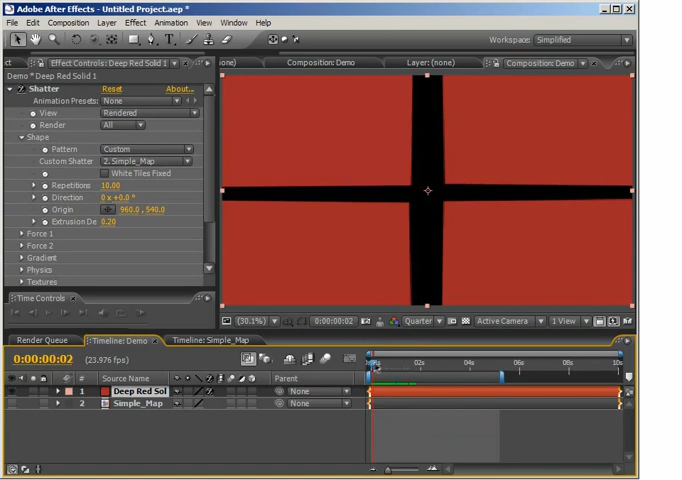 Adobe After Effects - Untitled Project.aep *
File Edit Composition Layer Effect Animation View Window Help
Workspace: Simplified
ct Effect Controls: Deep Red Solid 1
one) Composition: Demo Layer: (none) Composition: Demo
Demo * Deep Red Solid 1
Shatter Reset About...
Animation Presets: None
View Rendered
Render All
Shape
Pattern Custom
Custom Shatter 2. Simple_Map
White Tiles Fixed
Repetitions 10.00
Direction 0 x +0.0 °
Origin 960.0 , 540.0
Extrusion De 0.20
Force 1
Force 2
Gradient
Physics
Textures
Time Controls
(30.1%) 0:00:00:02 Quarter Active Camera 1 View
Render Queue Timeline: Demo Timeline: Simple_Map
0:00:00:02 (23.976 fps)
02s 04s 06s 08s 10s
# Source Name Parent
1 Deep Red Sol None
2 Simple_Map None